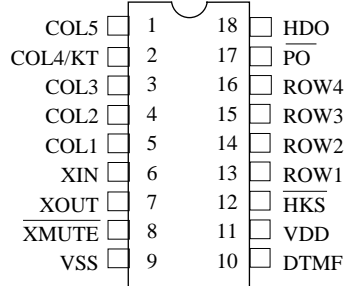 COL5 1 18 HDO
COL4/KT 2 17 PO
COL3 3 16 ROW4
COL2 4 15 ROW3
COL1 5 14 ROW2
XIN 6 13 ROW1
XOUT 7 12 HKS
XMUTE 8 11 VDD
VSS 9 10 DTMF